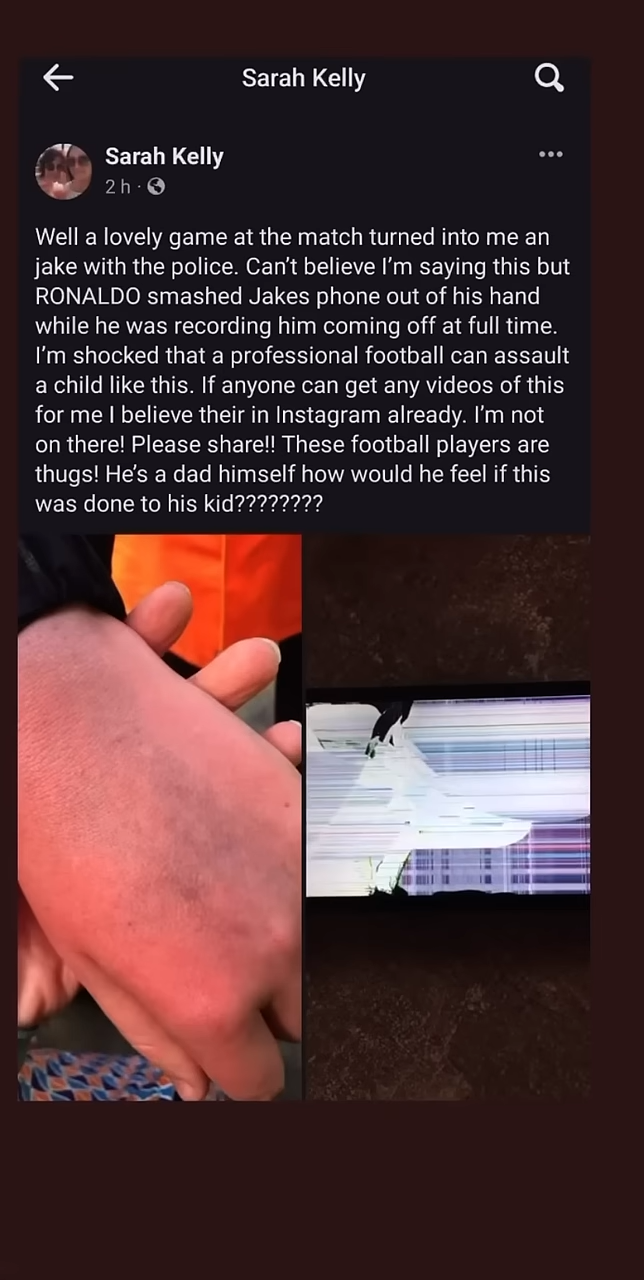 Sarah Kelly
Sarah Kelly
2 h ·
Well a lovely game at the match turned into me an
jake with the police. Can't believe I'm saying this but
RONALDO smashed Jakes phone out of his hand
while he was recording him coming off at full time.
I'm shocked that a professional football can assault
a child like this. If anyone can get any videos of this
for me I believe their in Instagram already. I'm not
on there! Please share!! These football players are
thugs! He's a dad himself how would he feel if this
was done to his kid????????